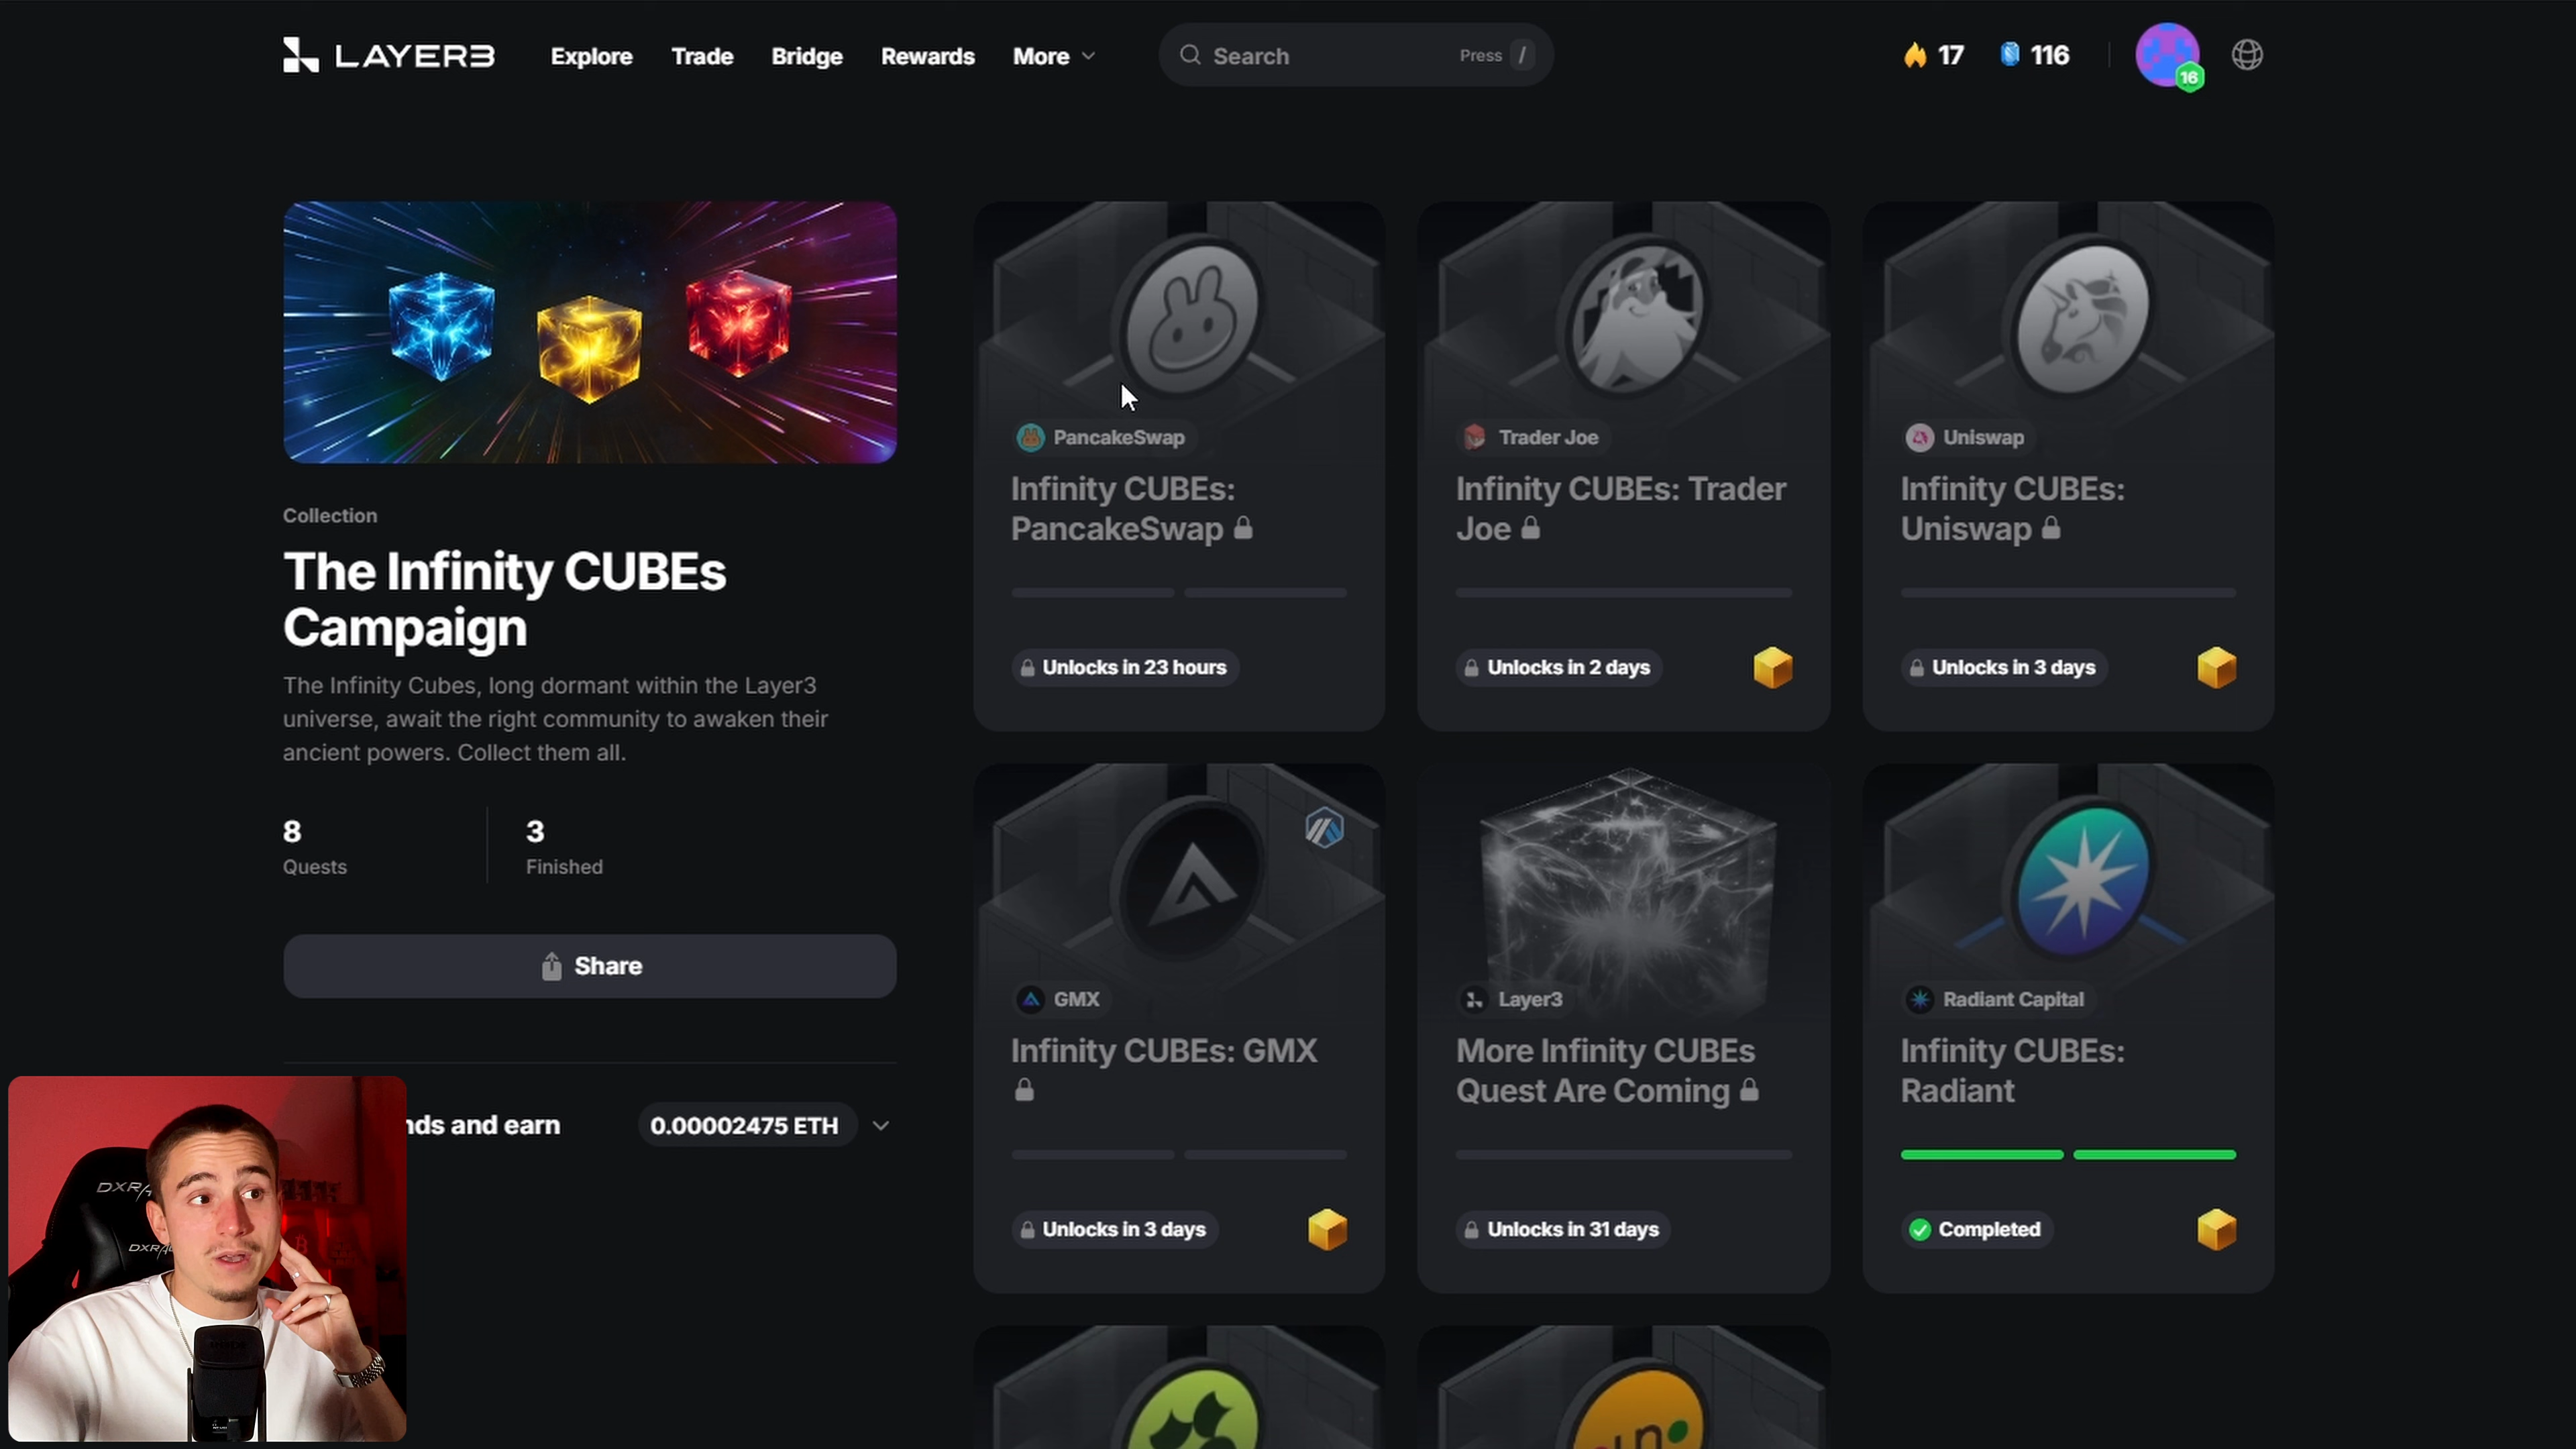 LAYER3
Explore
Trade
Bridge
Rewards
More
Search
Press /
17
116
16
Collection
The Infinity CUBEs
Campaign
The Infinity Cubes, long dormant within the Layer3
universe, await the right community to awaken their
ancient powers. Collect them all.
8
Quests
3
Finished
Share
nds and earn
0.00002475 ETH
PancakeSwap
Infinity CUBEs:
PancakeSwap
Unlocks in 23 hours
Trader Joe
Infinity CUBEs: Trader
Joe
Unlocks in 2 days
Uniswap
Infinity CUBEs:
Uniswap
Unlocks in 3 days
GMX
Infinity CUBEs: GMX
Unlocks in 3 days
Layer3
More Infinity CUBEs
Quest Are Coming
Unlocks in 31 days
Radiant Capital
Infinity CUBEs:
Radiant
Completed